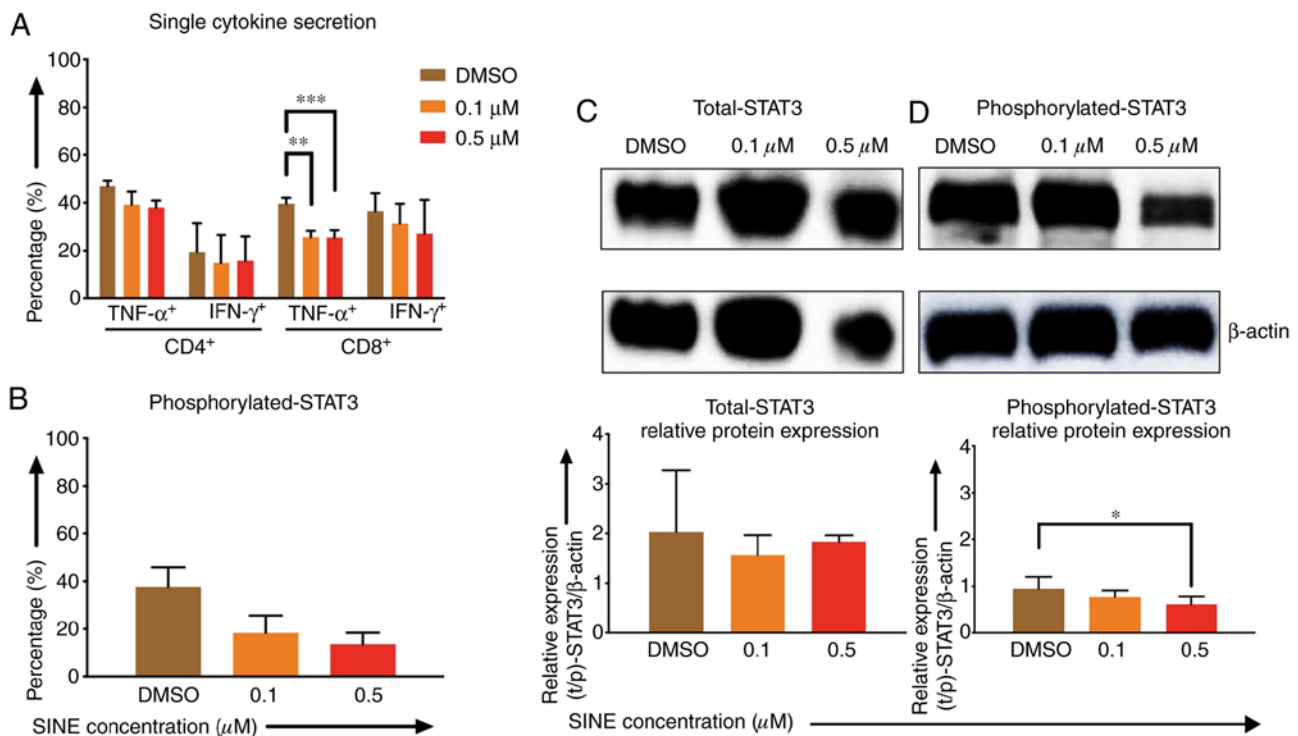 A
Single cytokine secretion
100
80
60
40
20
0
Percentage (%)
***
**
DMSO
0.1 μM
0.5 μM
TNF-α⁺ IFN-γ⁺ TNF-α⁺ IFN-γ⁺
CD4⁺ CD8⁺
B
Phosphorylated-STAT3
100
80
60
40
20
0
Percentage (%)
DMSO 0.1 0.5
SINE concentration (μM)
C
Total-STAT3
DMSO 0.1 μM 0.5 μM
D
Phosphorylated-STAT3
DMSO 0.1 μM 0.5 μM
β-actin
Total-STAT3
relative protein expression
4
3
2
1
0
Relative expression
(t/p)-STAT3/β-actin
DMSO 0.1 0.5
Phosphorylated-STAT3
relative protein expression
4
3
2
1
0
Relative expression
(t/p)-STAT3/β-actin
*
DMSO 0.1 0.5
SINE concentration (μM)